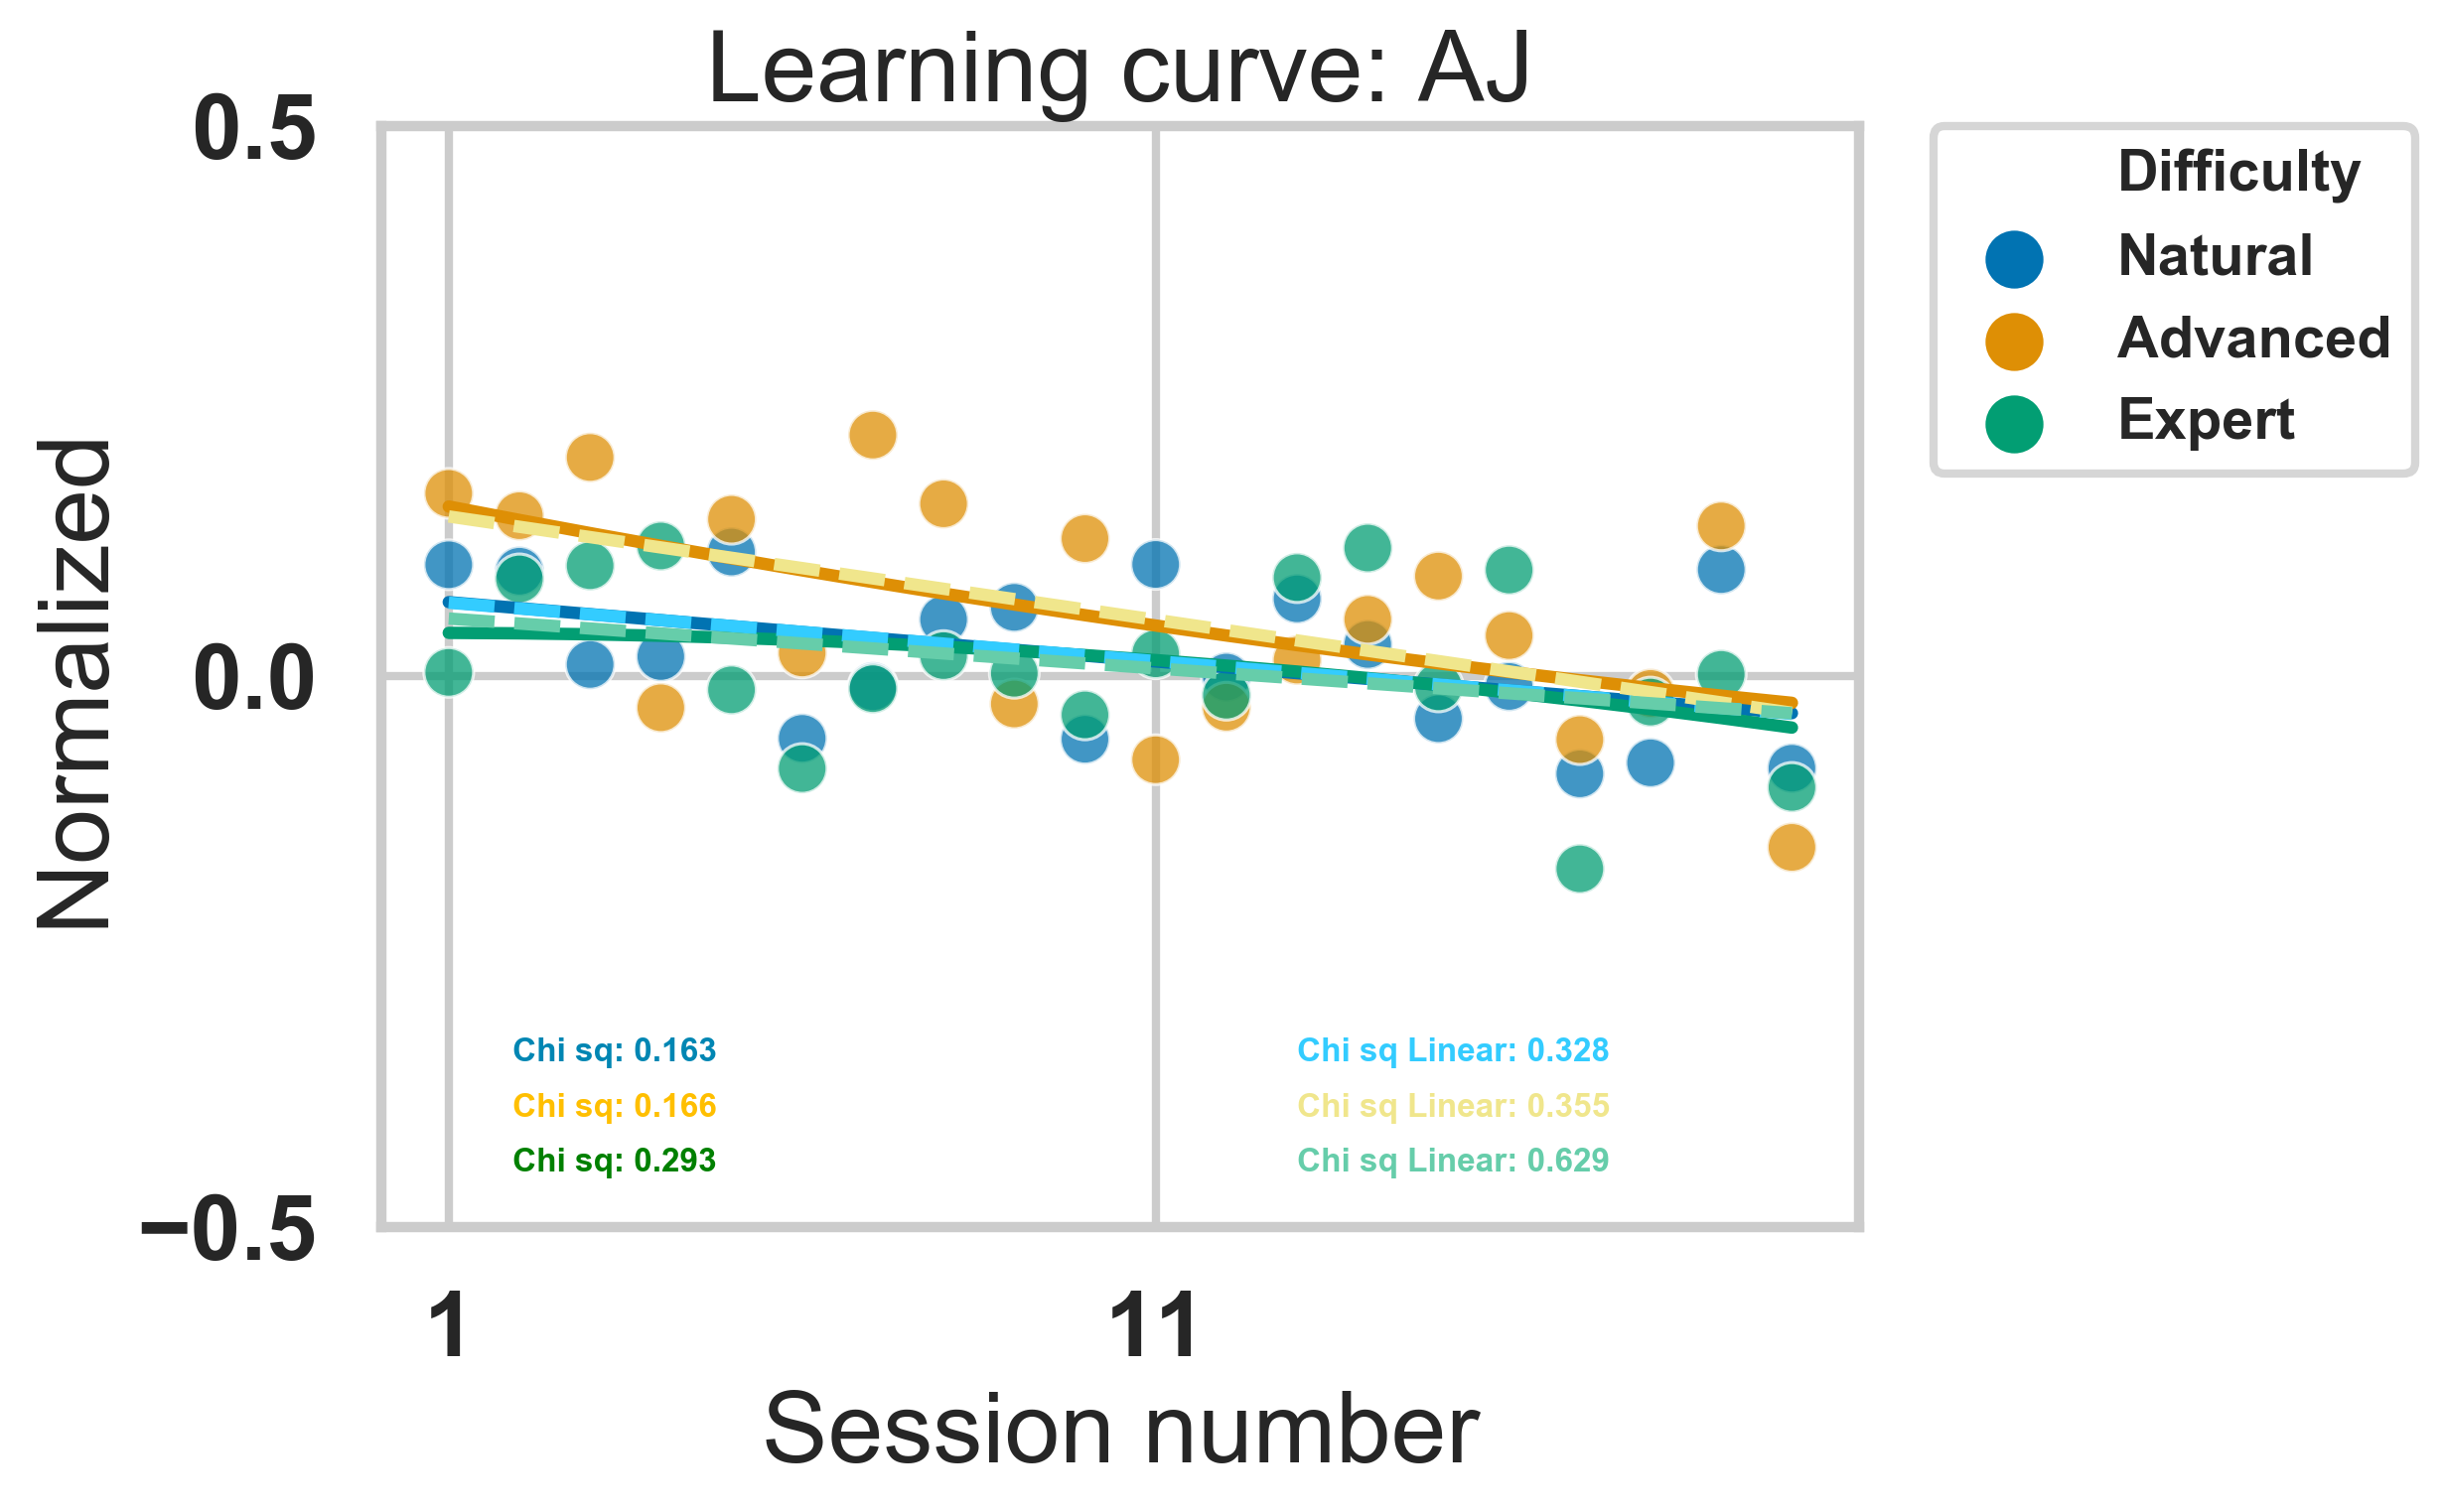 Learning curve: AJ
0.5
0.0
−0.5
Normalized
1
11
Session number
Difficulty
Natural
Advanced
Expert
Chi sq: 0.163
Chi sq: 0.166
Chi sq: 0.293
Chi sq Linear: 0.328
Chi sq Linear: 0.355
Chi sq Linear: 0.629